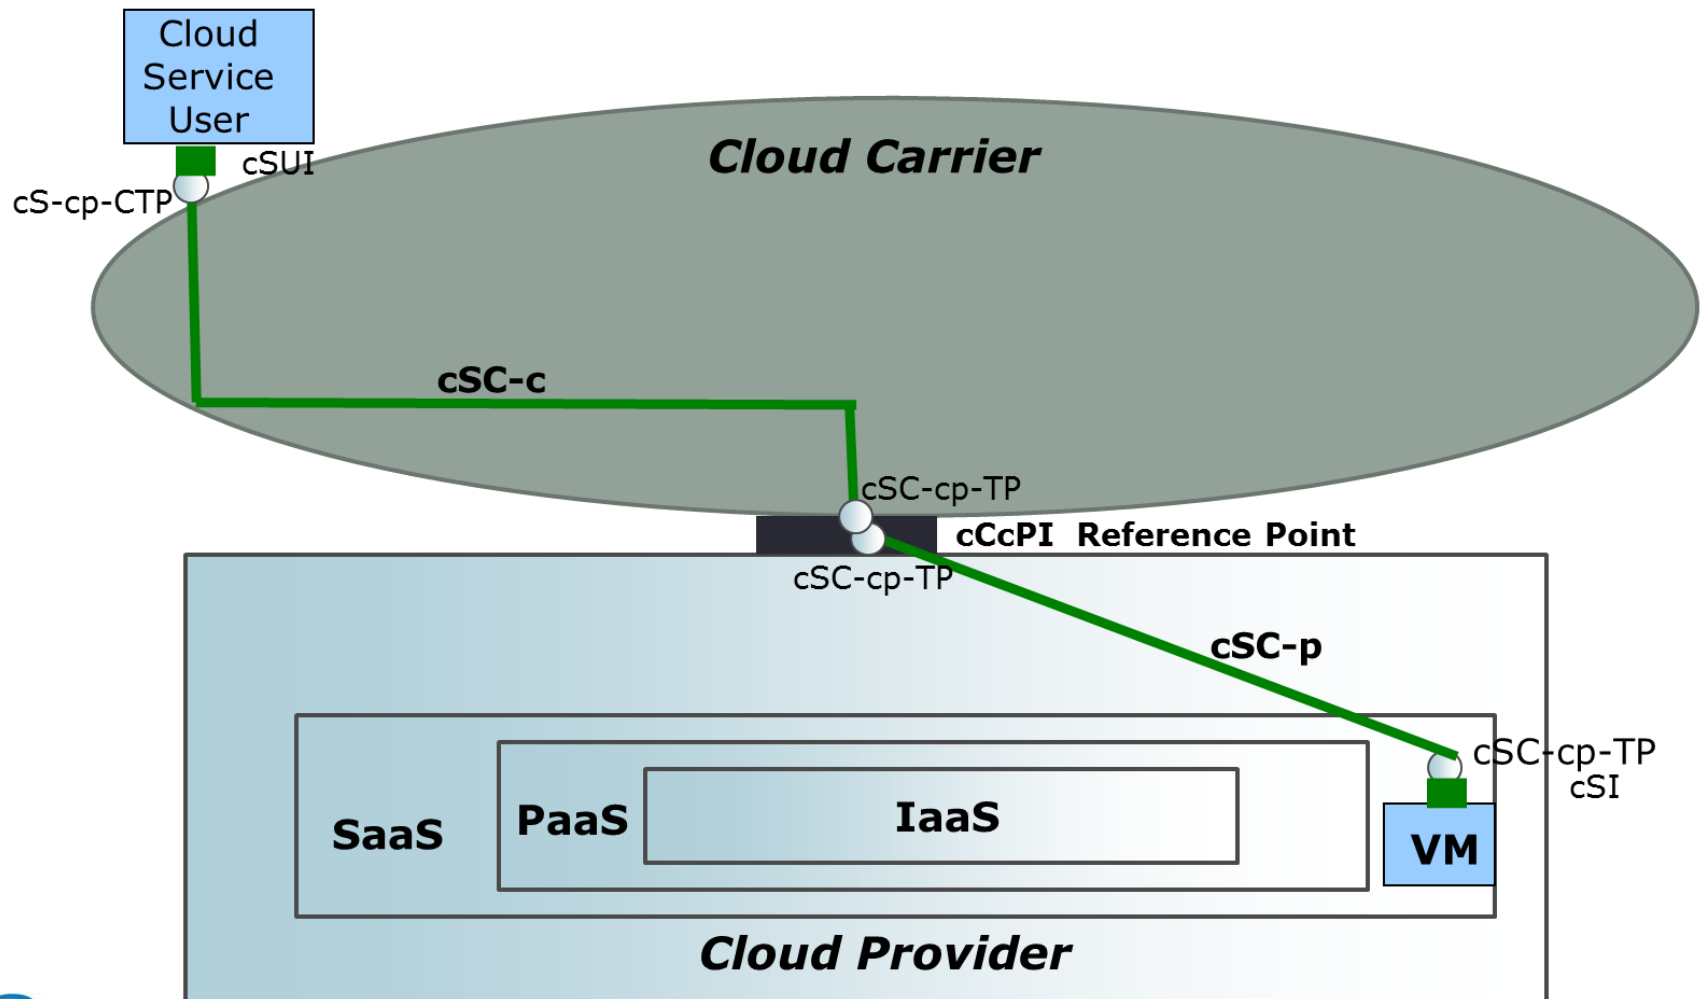 Cloud
Service
User
cSUI
cS-cp-CTP
Cloud Carrier
cSC-c
cSC-cp-TP
cCcPI Reference Point
cSC-cp-TP
cSC-p
cSC-cp-TP
cSI
SaaS
PaaS
IaaS
VM
Cloud Provider